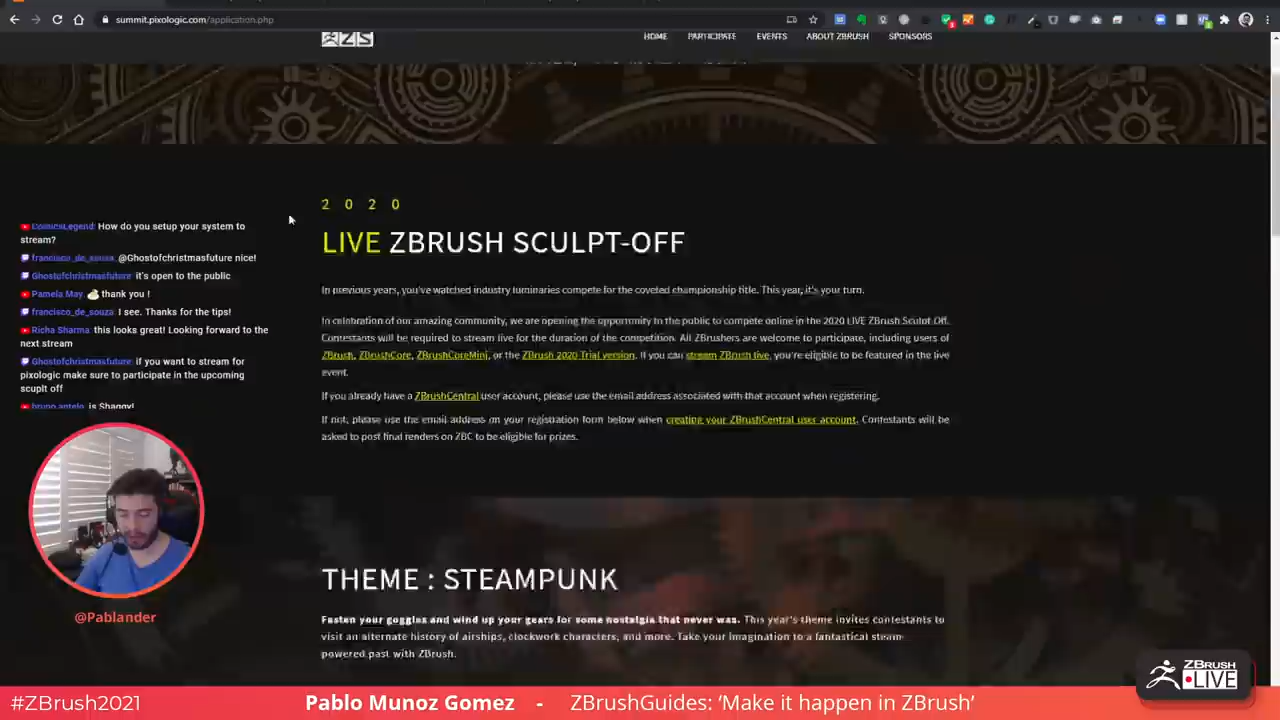 summit.pixologic.com/application.php
ZS
HOME PARTICIPATE EVENTS ABOUT ZBRUSH SPONSORS
2020
LIVE ZBRUSH SCULPT-OFF
In previous years, you've watched industry luminaries compete for the coveted championship title. This year, it's your turn.
In celebration of our amazing community, we are opening the opportunity to the public to compete online in the 2020 LIVE ZBrush Sculpt Off.
Contestants will be required to stream live for the duration of the competition. All ZBrushers are welcome to participate, including users of
ZBrush, ZBrushCore, ZBrushCoreMini, or the ZBrush 2020 Trial version. If you can stream ZBrush live, you're eligible to be featured in the live
event.
If you already have a ZBrushCentral user account, please use the email address associated with that account when registering.
If not, please use the email address on your registration form below when creating your ZBrushCentral user account. Contestants will be
asked to post final renders on ZBC to be eligible for prizes.
THEME : STEAMPUNK
Fasten your goggles and wind up your gears for some nostalgia that never was. This year's theme invites contestants to
visit an alternate history of airships, clockwork characters, and more. Take your imagination to a fantastical steam-
powered past with ZBrush.
How do you setup your system to
stream?
francisco_de_souza: @Ghostofchristmasfuture nice!
Ghostofchristmasfuture: it's open to the public
Pamela May: thank you !
francisco_de_souza: I see. Thanks for the tips!
Richa Sharma: this looks great! Looking forward to the
next stream
Ghostofchristmasfuture: if you want to stream for
pixologic make sure to participate in the upcoming
scuplt off
bruno antelo: is Shaggy!
@Pablander
ZBRUSH
LIVE
#ZBrush2021 Pablo Munoz Gomez - ZBrushGuides: 'Make it happen in ZBrush'